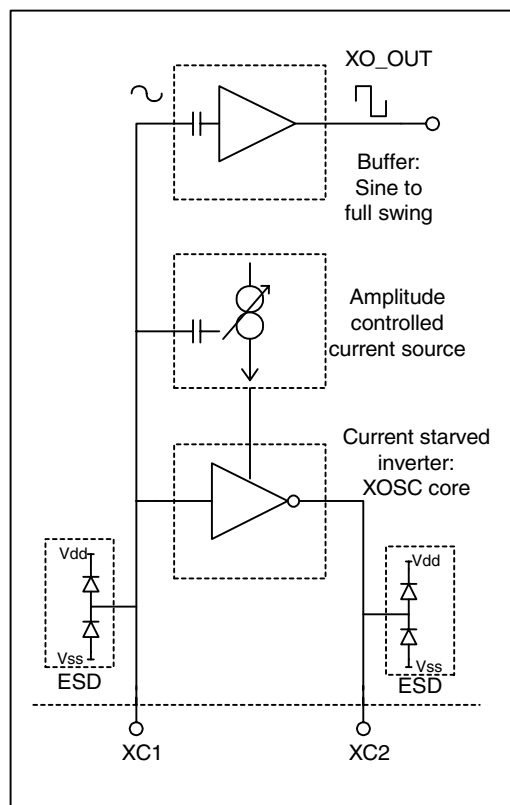 XO_OUT
Buffer:
Sine to
full swing
Amplitude
controlled
current source
Current starved
inverter:
XOSC core
Vdd
Vss
ESD
Vdd
Vss
ESD
XC1
XC2